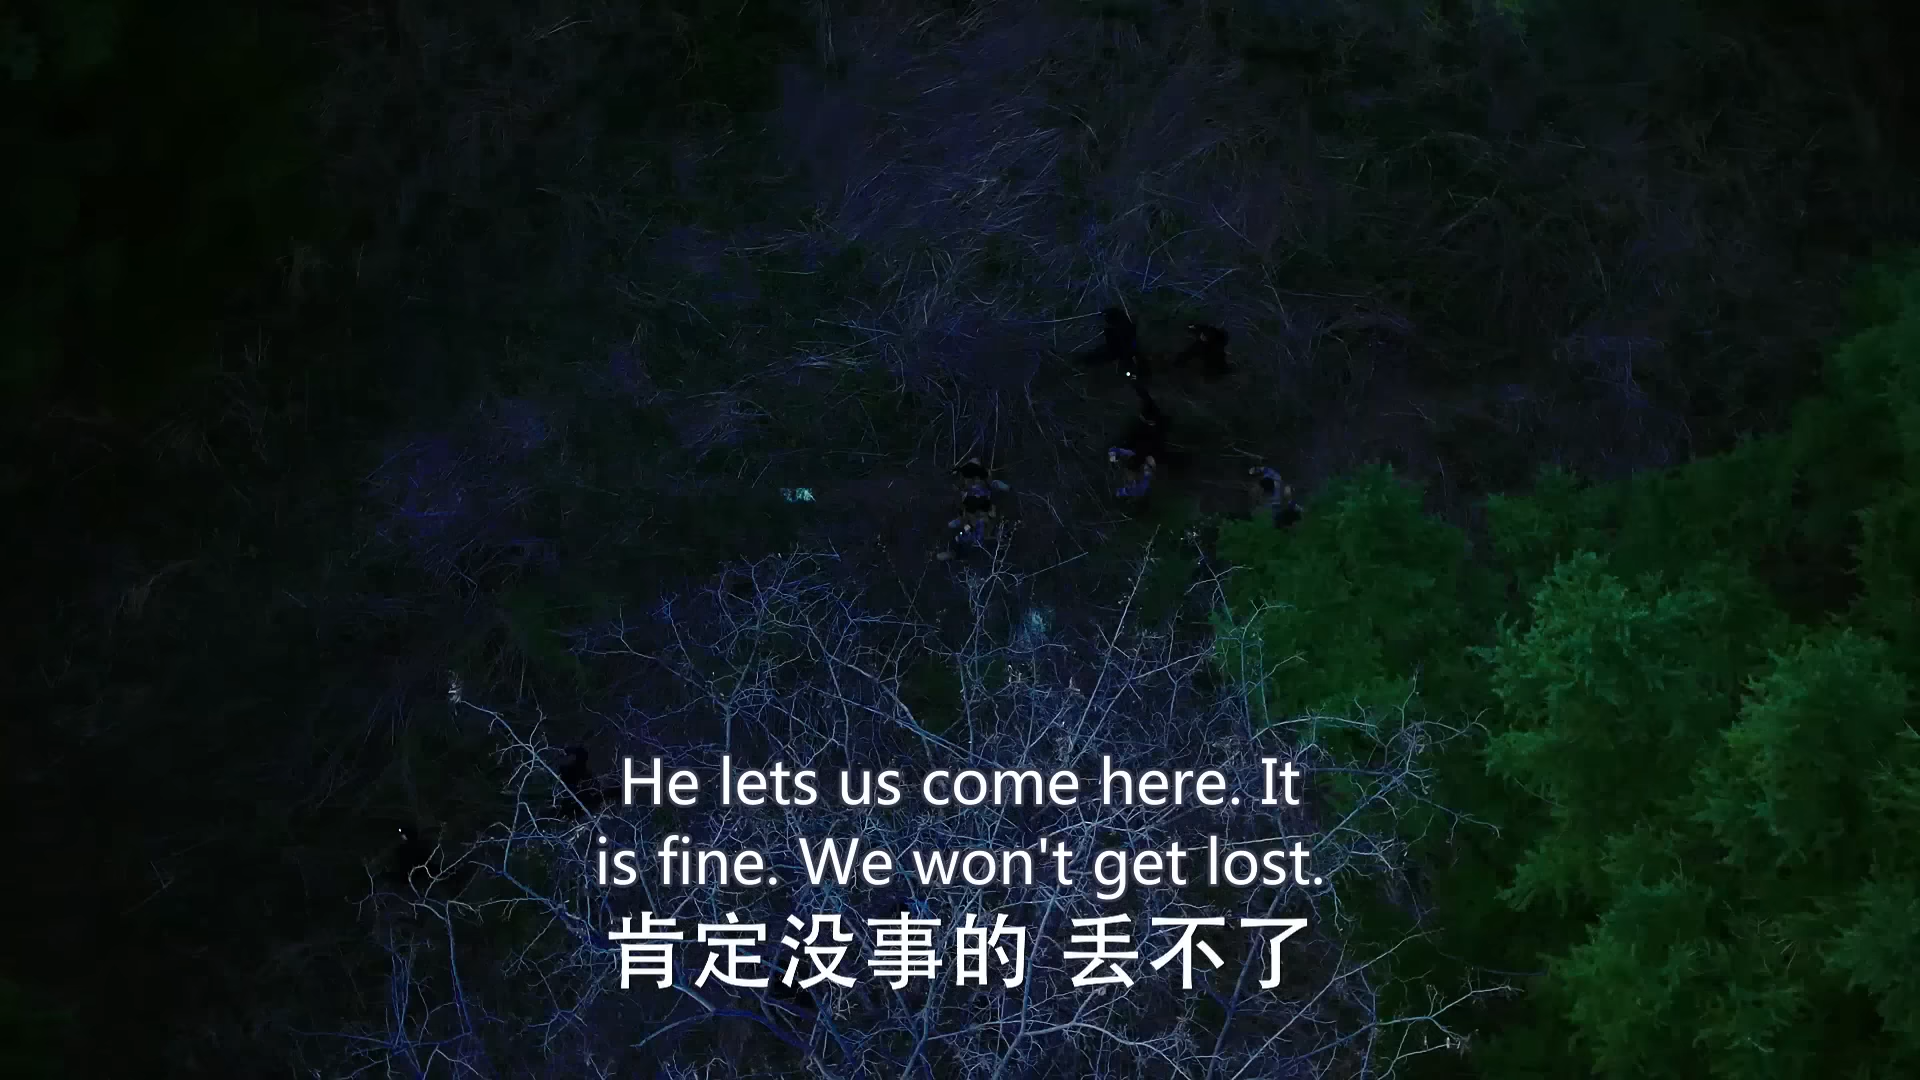 He lets us come here. It
is fine. We won't get lost.
肯定没事的 丢不了